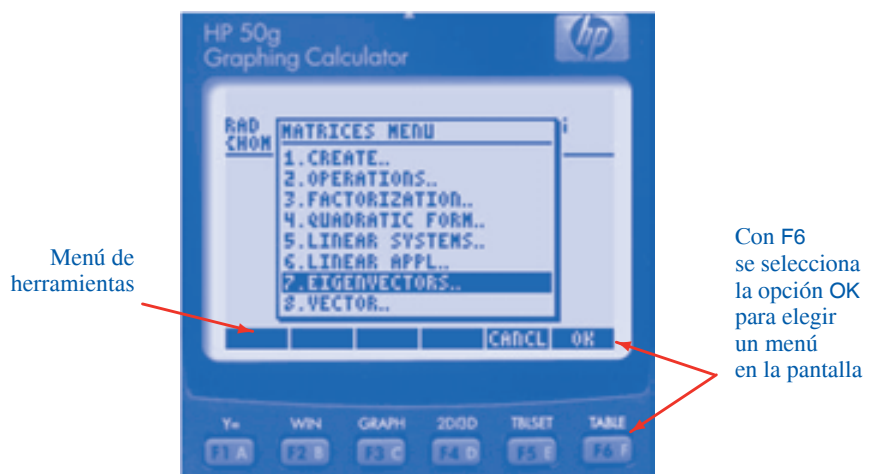 HP 50g
Graphing Calculator
hp
RAD
CHOM
MATRICES MENU
1.CREATE..
2.OPERATIONS..
3.FACTORIZATION..
4.QUADRATIC FORM..
5.LINEAR SYSTEMS..
6.LINEAR APPL..
7.EIGENVECTORS..
8.VECTOR..
CANCL OK
Menú de
herramientas
Con F6
se selecciona
la opción OK
para elegir
un menú
en la pantalla
Y= WIN GRAPH 2D/3D TBLSET TABLE
F1 A F2 B F3 C F4 D F5 E F6 F